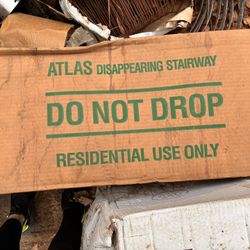 ATLAS DISAPPEARING STAIRWAY
DO NOT DROP
RESIDENTIAL USE ONLY